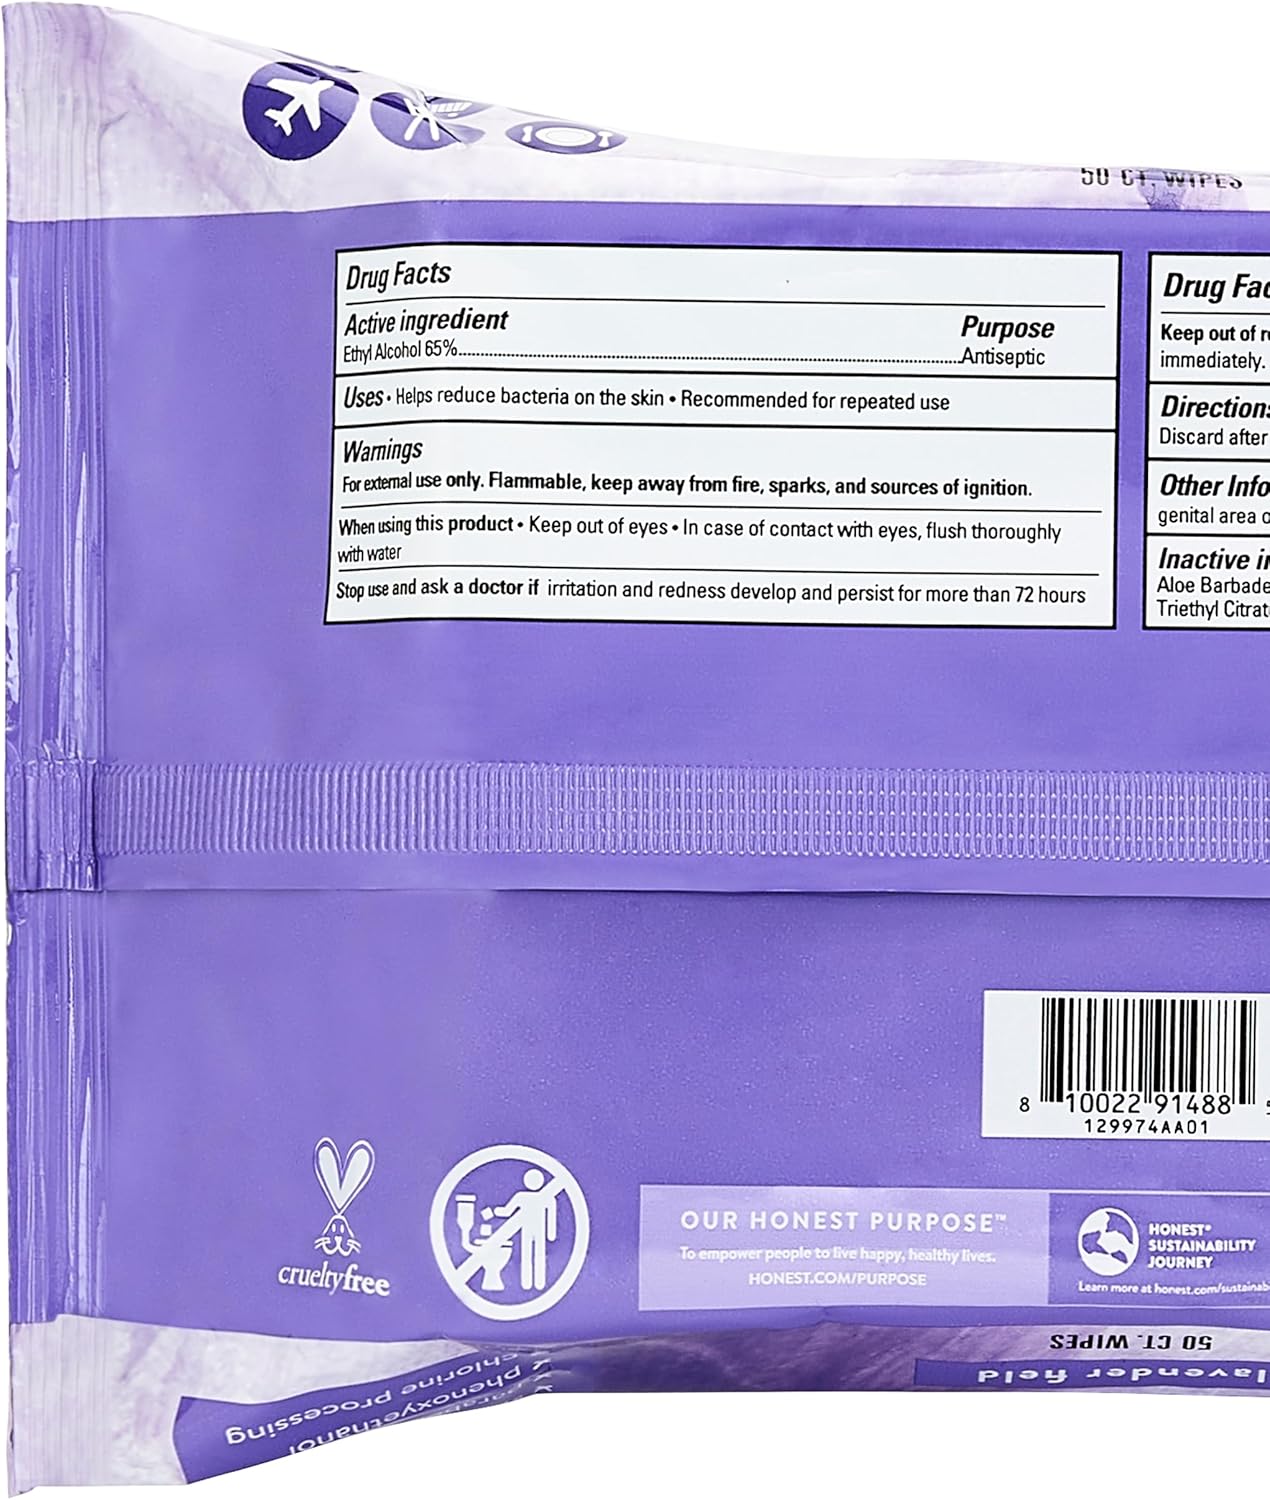 50 CT. WIPES
Drug Facts
Active ingredient Purpose
Ethyl Alcohol 65%........Antiseptic
Uses • Helps reduce bacteria on the skin • Recommended for repeated use
Warnings
For external use only. Flammable, keep away from fire, sparks, and sources of ignition.
When using this product • Keep out of eyes • In case of contact with eyes, flush thoroughly
with water
Stop use and ask a doctor if irritation and redness develop and persist for more than 72 hours
Drug Fac
Keep out of re
immediately.
Directions
Discard after
Other Info
genital area o
Inactive in
Aloe Barbade
Triethyl Citrat
8 10022 91488
129974AA01
crueltyfree
OUR HONEST PURPOSE™
To empower people to live happy, healthy lives.
HONEST.COM/PURPOSE
HONEST®
SUSTAINABILITY
JOURNEY
Learn more at honest.com/sustainab
50 CT. WIPES
lavender field
chlorine processing
phenoxyethanol